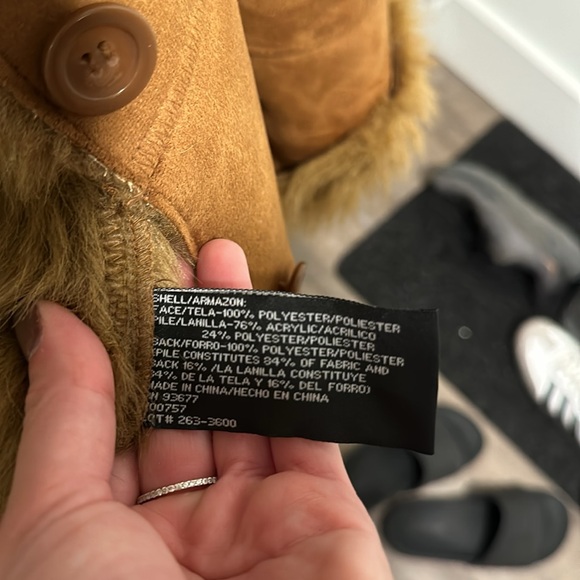 SHELL/ARMAZON:
FACE/TELA-100% POLYESTER/POLIESTER
PILE/LANILLA-76% ACRYLIC/ACRILICO
24% POLYESTER/POLIESTER
BACK/FORRO-100% POLYESTER/POLIESTER
PILE CONSTITUTES 84% OF FABRIC AND
BACK 16% /LA LANILLA CONSTITUYE
84% DE LA TELA Y 16% DEL FORRO)
MADE IN CHINA/HECHO EN CHINA
N 93677
00757
RT# 263-3600